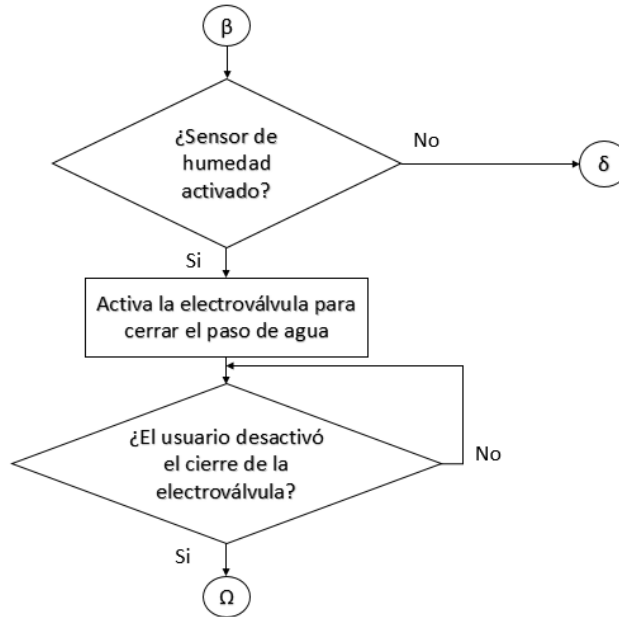 β
¿Sensor de
humedad
activado?
No
δ
Si
Activa la electroválvula para
cerrar el paso de agua
¿El usuario desactivó
el cierre de la
electroválvula?
No
Si
Ω